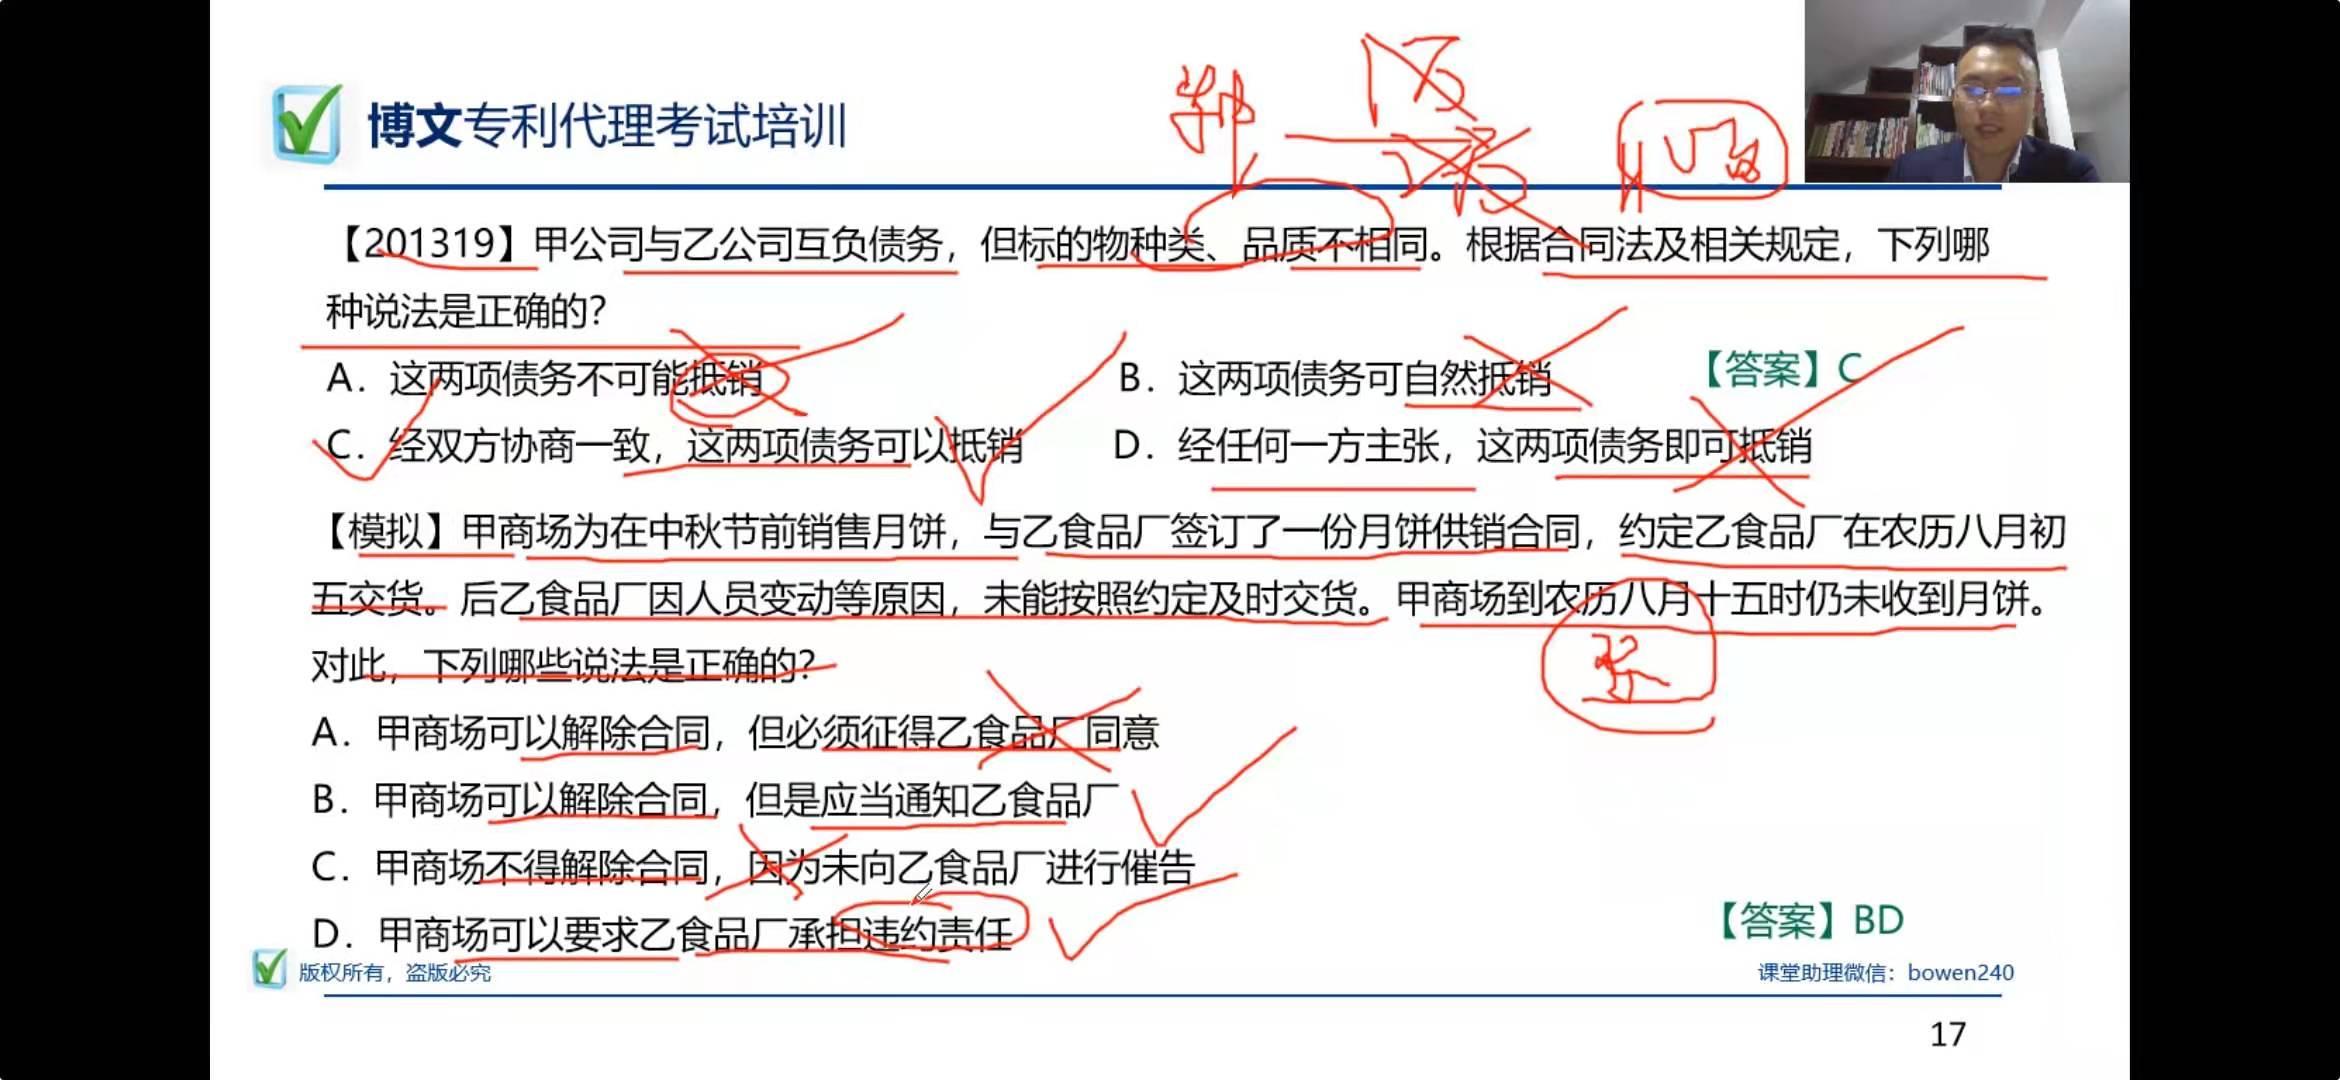 博文专利代理考试培训
【201319】甲公司与乙公司互负债务，但标的物种类、品质不相同。根据合同法及相关规定，下列哪
种说法是正确的？
A．这两项债务不可能抵销 B．这两项债务可自然抵销 【答案】C
C．经双方协商一致，这两项债务可以抵销 D．经任何一方主张，这两项债务即可抵销
【模拟】甲商场为在中秋节前销售月饼，与乙食品厂签订了一份月饼供销合同，约定乙食品厂在农历八月初
五交货。后乙食品厂因人员变动等原因，未能按照约定及时交货。甲商场到农历八月十五时仍未收到月饼。
对此，下列哪些说法是正确的？
A．甲商场可以解除合同，但必须征得乙食品厂同意
B．甲商场可以解除合同，但是应当通知乙食品厂
C．甲商场不得解除合同，因为未向乙食品厂进行催告
D．甲商场可以要求乙食品厂承担违约责任 【答案】BD
版权所有，盗版必究 课堂助理微信：bowen240
17